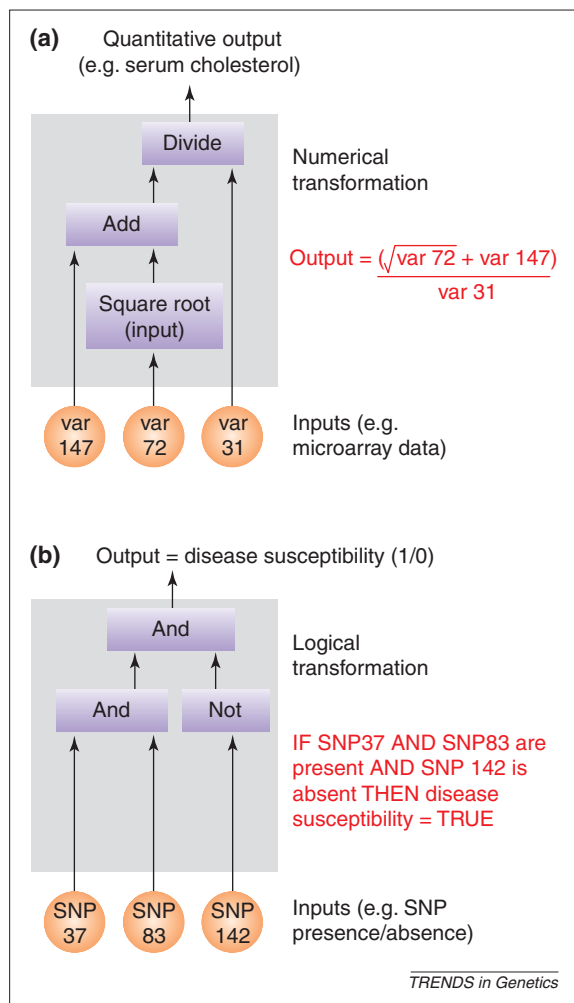 (a)
Quantitative output
(e.g. serum cholesterol)
Divide
Numerical
transformation
Add
Output = (√var 72 + var 147)
var 31
Square root
(input)
var
147
var
72
var
31
Inputs (e.g.
microarray data)
(b)
Output = disease susceptibility (1/0)
And
Logical
transformation
And
Not
IF SNP37 AND SNP83 are
present AND SNP 142 is
absent THEN disease
susceptibility = TRUE
SNP
37
SNP
83
SNP
142
Inputs (e.g. SNP
presence/absence)
TRENDS in Genetics